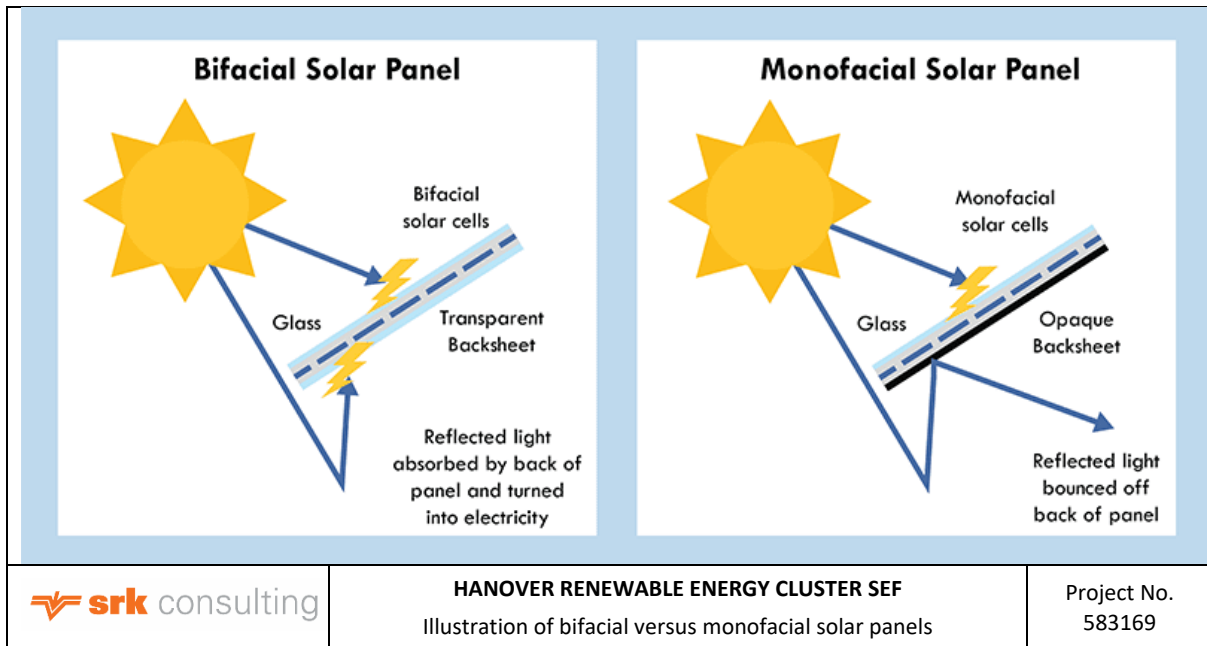 Bifacial Solar Panel
Bifacial
solar cells
Glass
Transparent
Backsheet
Reflected light
absorbed by back of
panel and turned
into electricity
Monofacial Solar Panel
Monofacial
solar cells
Glass
Opaque
Backsheet
Reflected light
bounced off
back of panel
srk consulting
HANOVER RENEWABLE ENERGY CLUSTER SEF
Illustration of bifacial versus monofacial solar panels
Project No.
583169